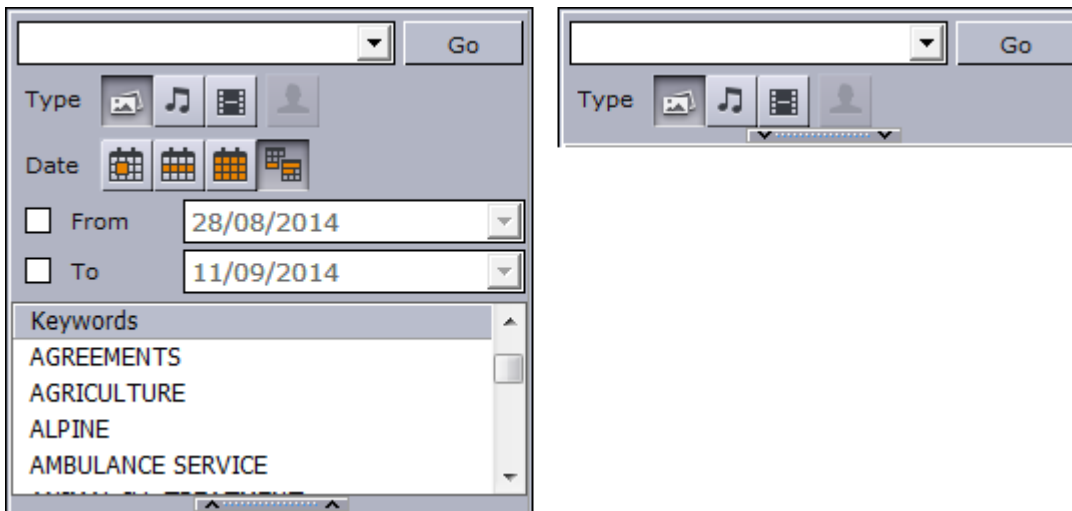 Go
Type
Date
From 28/08/2014
To 11/09/2014
Keywords
AGREEMENTS
AGRICULTURE
ALPINE
AMBULANCE SERVICE
Go
Type